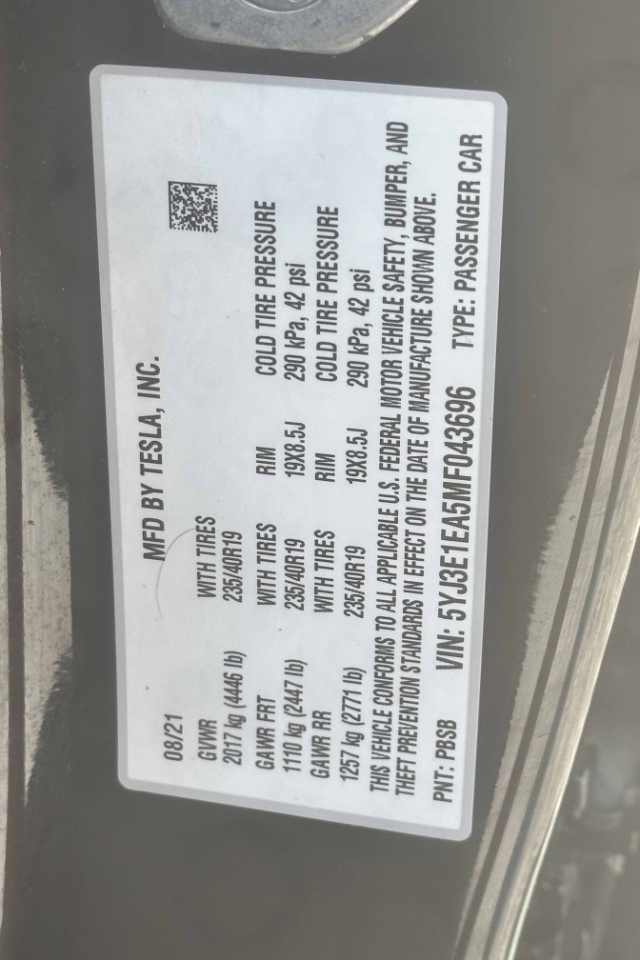 MFD BY TESLA, INC.
08/21
GVWR WITH TIRES
2017 kg (4446 lb) 235/40R19
GAWR FRT WITH TIRES RIM COLD TIRE PRESSURE
1110 kg (2447 lb) 235/40R19 19X8.5J 290 kPa, 42 psi
GAWR RR WITH TIRES RIM COLD TIRE PRESSURE
1257 kg (2771 lb) 235/40R19 19X8.5J 290 kPa, 42 psi
THIS VEHICLE CONFORMS TO ALL APPLICABLE U.S. FEDERAL MOTOR VEHICLE SAFETY, BUMPER, AND
THEFT PREVENTION STANDARDS IN EFFECT ON THE DATE OF MANUFACTURE SHOWN ABOVE.
PNT: PBSB VIN: 5YJ3E1EA5MF043696 TYPE: PASSENGER CAR